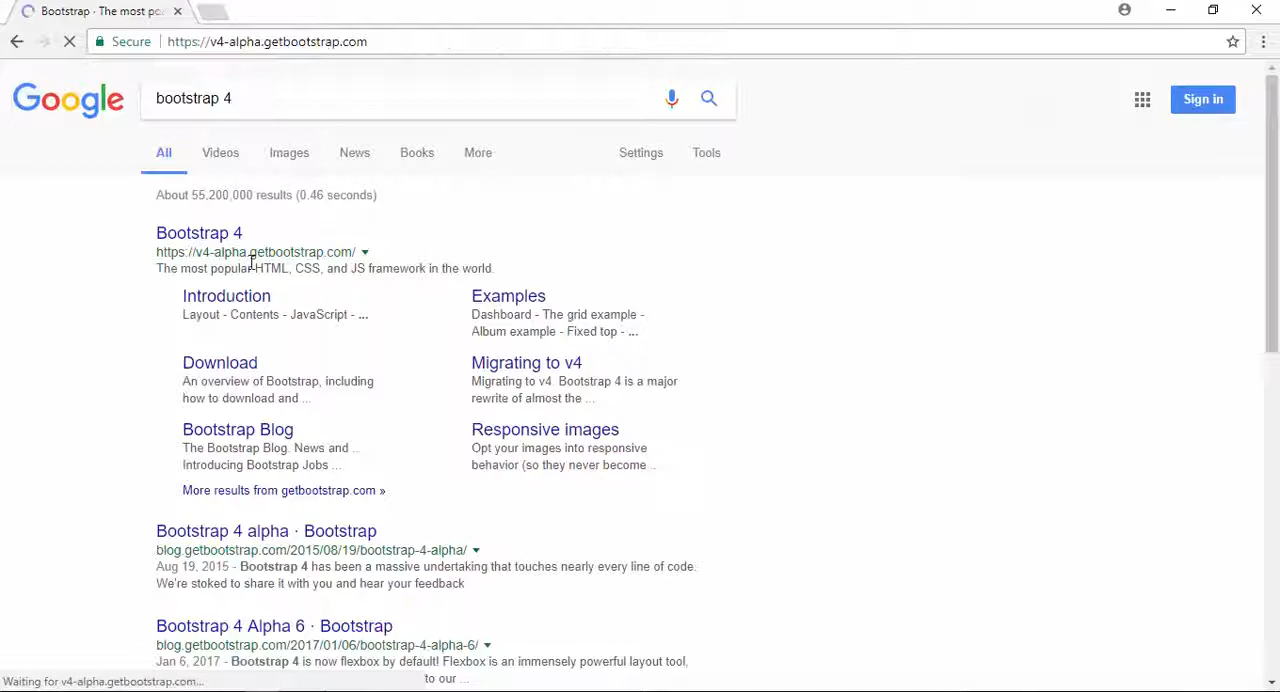 Bootstrap · The most po
Secure https://v4-alpha.getbootstrap.com
Google bootstrap 4 Sign in
All Videos Images News Books More Settings Tools
About 55,200,000 results (0.46 seconds)
Bootstrap 4
https://v4-alpha.getbootstrap.com/
The most popular HTML, CSS, and JS framework in the world.
Introduction
Layout - Contents - JavaScript - ...
Examples
Dashboard - The grid example -
Album example - Fixed top - ...
Download
An overview of Bootstrap, including
how to download and ...
Migrating to v4
Migrating to v4 Bootstrap 4 is a major
rewrite of almost the ...
Bootstrap Blog
The Bootstrap Blog. News and ...
Introducing Bootstrap Jobs ...
Responsive images
Opt your images into responsive
behavior (so they never become ...
More results from getbootstrap.com »
Bootstrap 4 alpha · Bootstrap
blog.getbootstrap.com/2015/08/19/bootstrap-4-alpha/
Aug 19, 2015 - Bootstrap 4 has been a massive undertaking that touches nearly every line of code.
We're stoked to share it with you and hear your feedback
Bootstrap 4 Alpha 6 · Bootstrap
blog.getbootstrap.com/2017/01/06/bootstrap-4-alpha-6/
Jan 6, 2017 - Bootstrap 4 is now flexbox by default! Flexbox is an immensely powerful layout tool,
to our ...
Waiting for v4-alpha.getbootstrap.com...